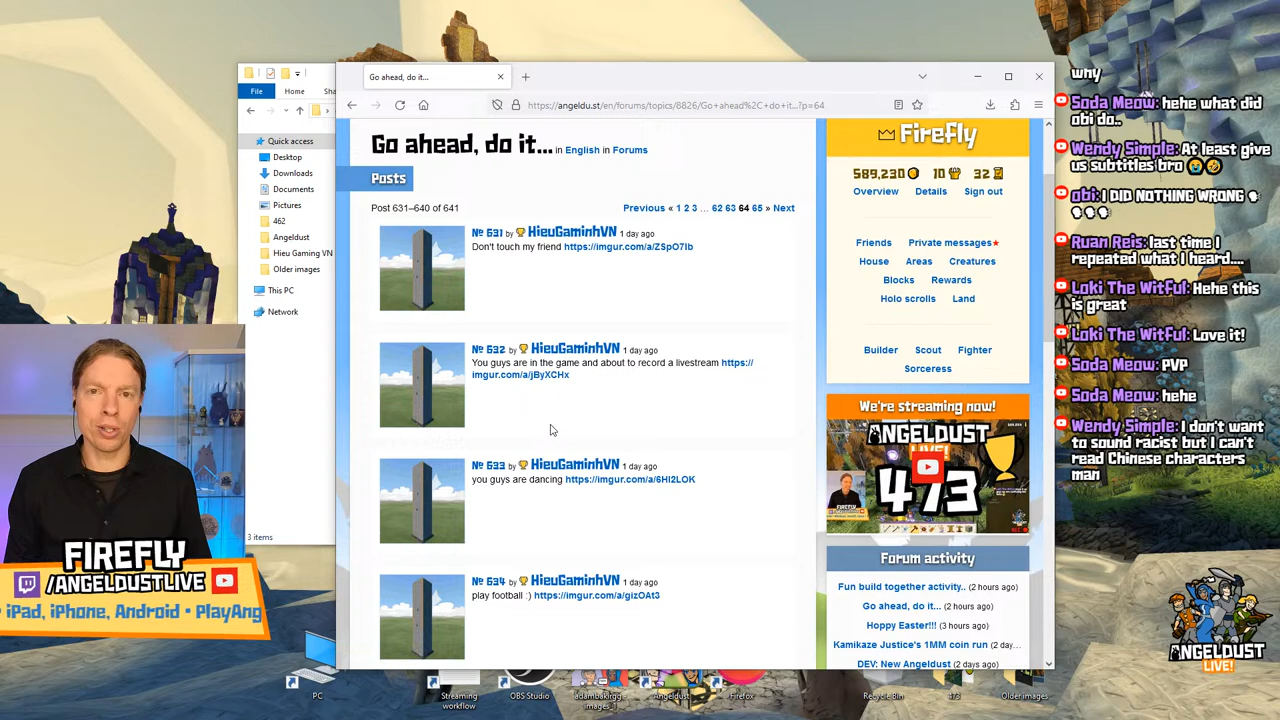 Go ahead, do it...
https://angeldu.st/en/forums/topics/8826/Go+ahead%2C+do+it...?p=64
File
Home
Sha
Quick access
Desktop
Downloads
Documents
Pictures
462
Angeldust
Hieu Gaming VN
Older images
This PC
Network
3 items
Go ahead, do it... in English in Forums
Posts
Post 631–640 of 641
Previous « 1 2 3 ... 62 63 64 65 » Next
№ 631 by HieuGaminhVN 1 day ago
Don't touch my friend https://imgur.com/a/ZSpO7Ib
№ 632 by HieuGaminhVN 1 day ago
You guys are in the game and about to record a livestream https://
imgur.com/a/jByXCHx
№ 633 by HieuGaminhVN 1 day ago
you guys are dancing https://imgur.com/a/6HI2LOK
№ 634 by HieuGaminhVN 1 day ago
play football :) https://imgur.com/a/gizOAt3
Firefly
589,230 10 32
Overview Details Sign out
Friends Private messages★
House Areas Creatures
Blocks Rewards
Holo scrolls Land
Builder Scout Fighter
Sorceress
We're streaming now!
ANGELDUST
LIVE!
473
Forum activity
Fun build together activity.. (2 hours ago)
Go ahead, do it... (2 hours ago)
Hoppy Easter!!! (3 hours ago)
Kamikaze Justice's 1MM coin run (2 day…
DEV: New Angeldust (2 days ago)
why
Soda Meow: hehe what did
obi do..
Wendy Simple: At least give
us subtitles bro
obi: I DID NOTHING WRONG
Ruan Reis: last time I
repeated what I heard....
Loki The Witful: Hehe this
is great
Loki The Witful: Love it!
Soda Meow: PVP
Soda Meow: hehe
Wendy Simple: I don't want
to sound racist but I can't
read Chinese characters
man
FIREFLY
/ANGELDUSTLIVE
iPad, iPhone, Android • PlayAng
ANGELDUST
LIVE!
PC
Streaming
workflow
OBS Studio
Angeldust
Firefox
Recycle Bin
473
Older images